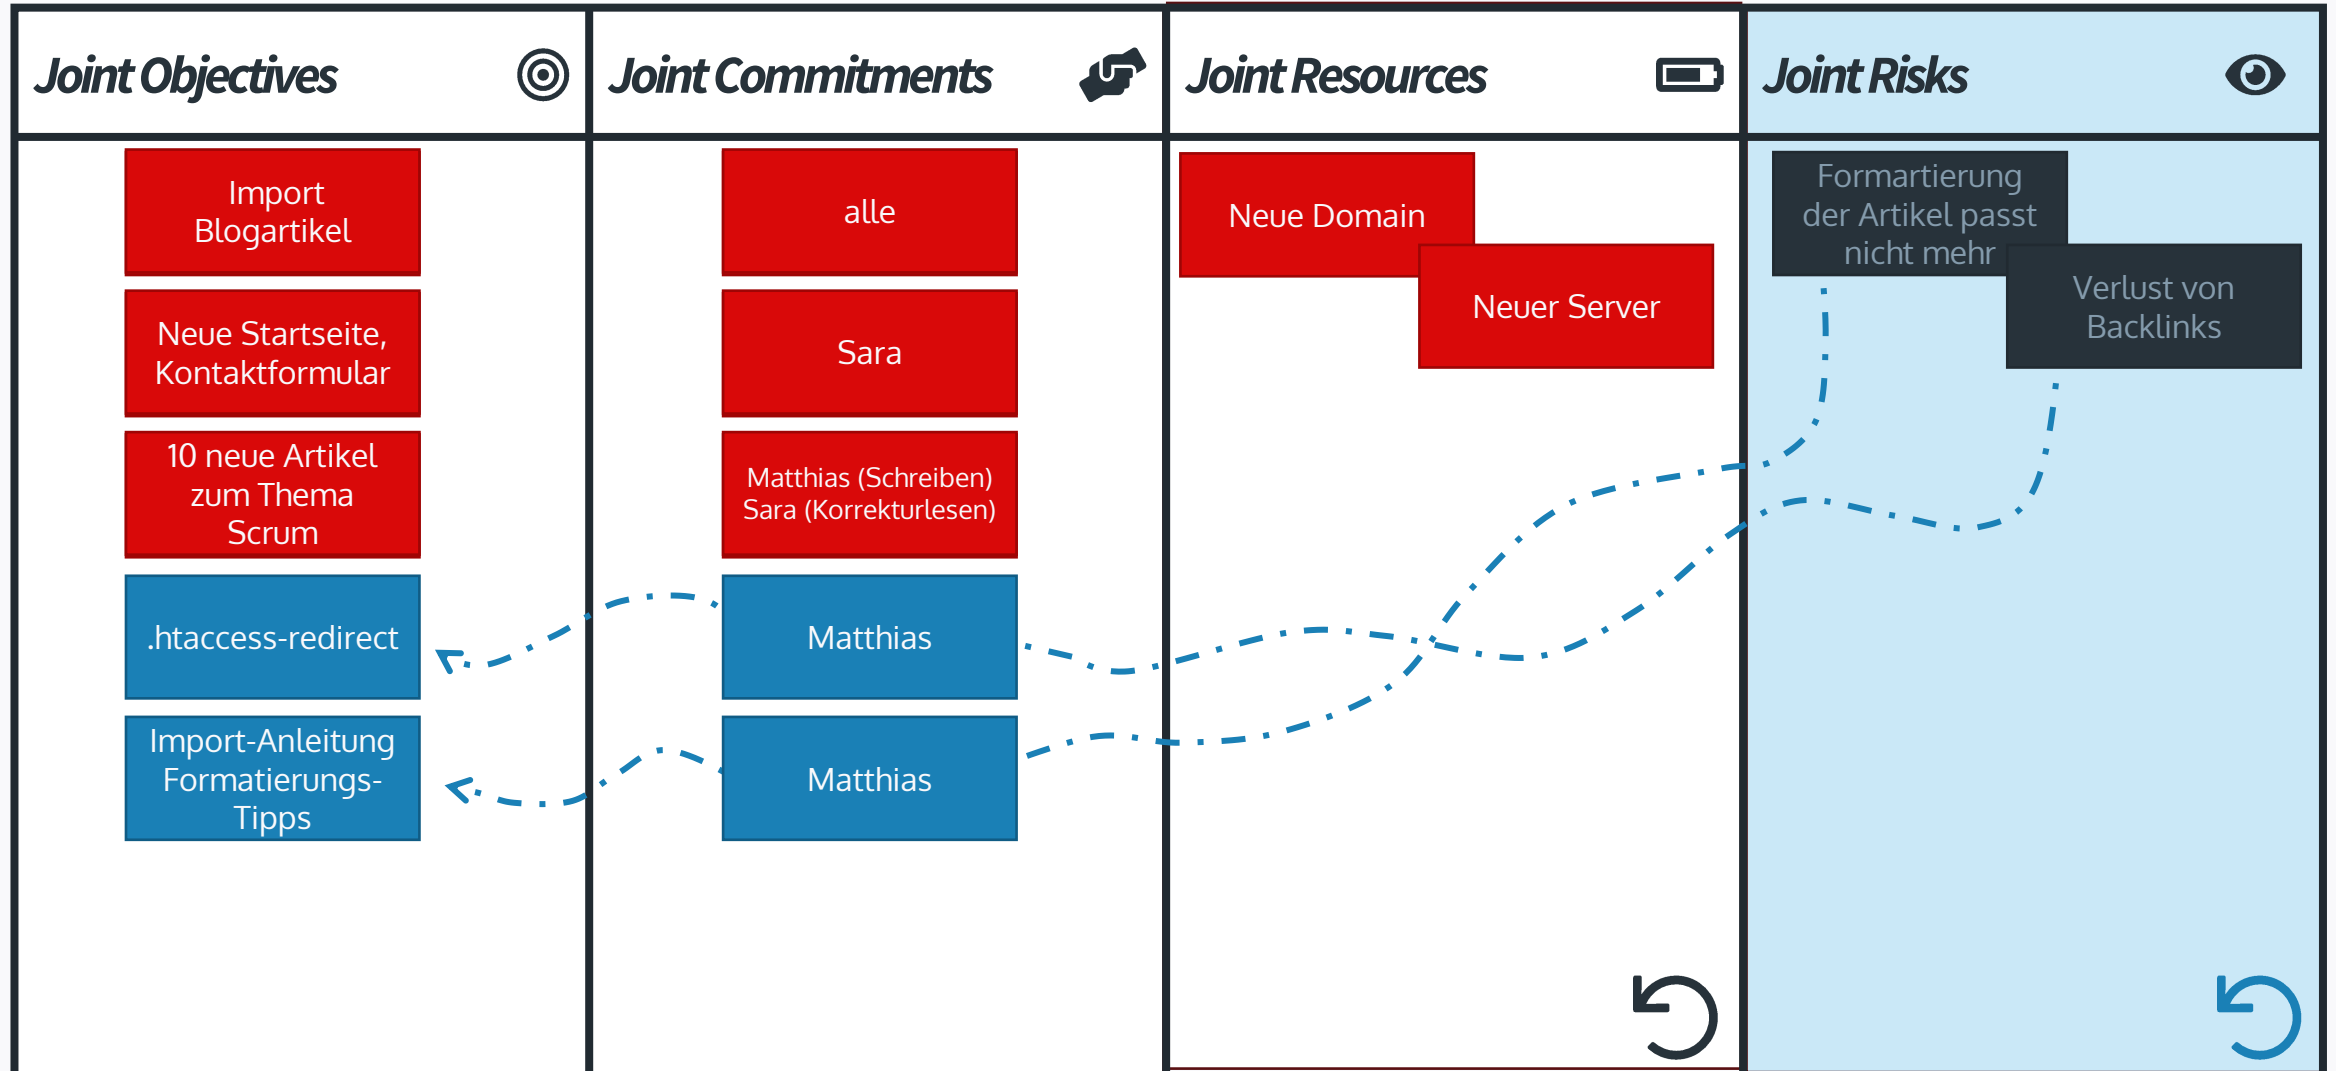 Joint Objectives
Joint Commitments
Joint Resources
Joint Risks
Import
Blogartikel
alle
Neue Domain
Neuer Server
Formartierung
der Artikel passt
nicht mehr
Verlust von
Backlinks
Neue Startseite,
Kontaktformular
Sara
10 neue Artikel
zum Thema
Scrum
Matthias (Schreiben)
Sara (Korrekturlesen)
.htaccess-redirect
Matthias
Import-Anleitung
Formatierungs-
Tipps
Matthias